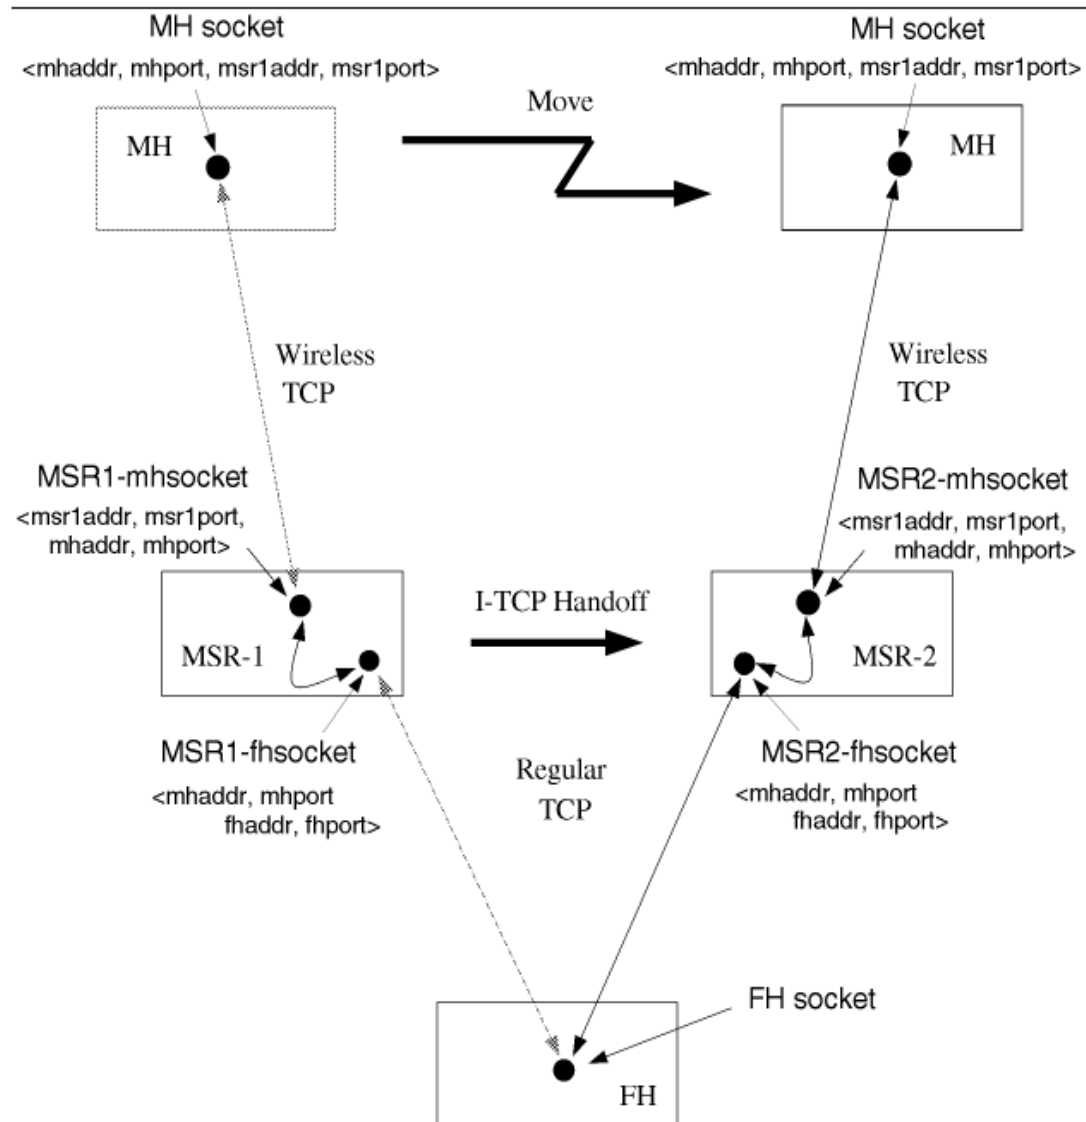 MH socket
<mhaddr, mhport, msr1addr, msr1port>
MH
Move
MH socket
<mhaddr, mhport, msr1addr, msr1port>
MH
Wireless
TCP
Wireless
TCP
MSR1-mhsocket
<msr1addr, msr1port,
mhaddr, mhport>
MSR-1
I-TCP Handoff
MSR2-mhsocket
<msr1addr, msr1port,
mhaddr, mhport>
MSR-2
MSR1-fhsocket
<mhaddr, mhport
fhaddr, fhport>
Regular
TCP
MSR2-fhsocket
<mhaddr, mhport
fhaddr, fhport>
FH socket
FH